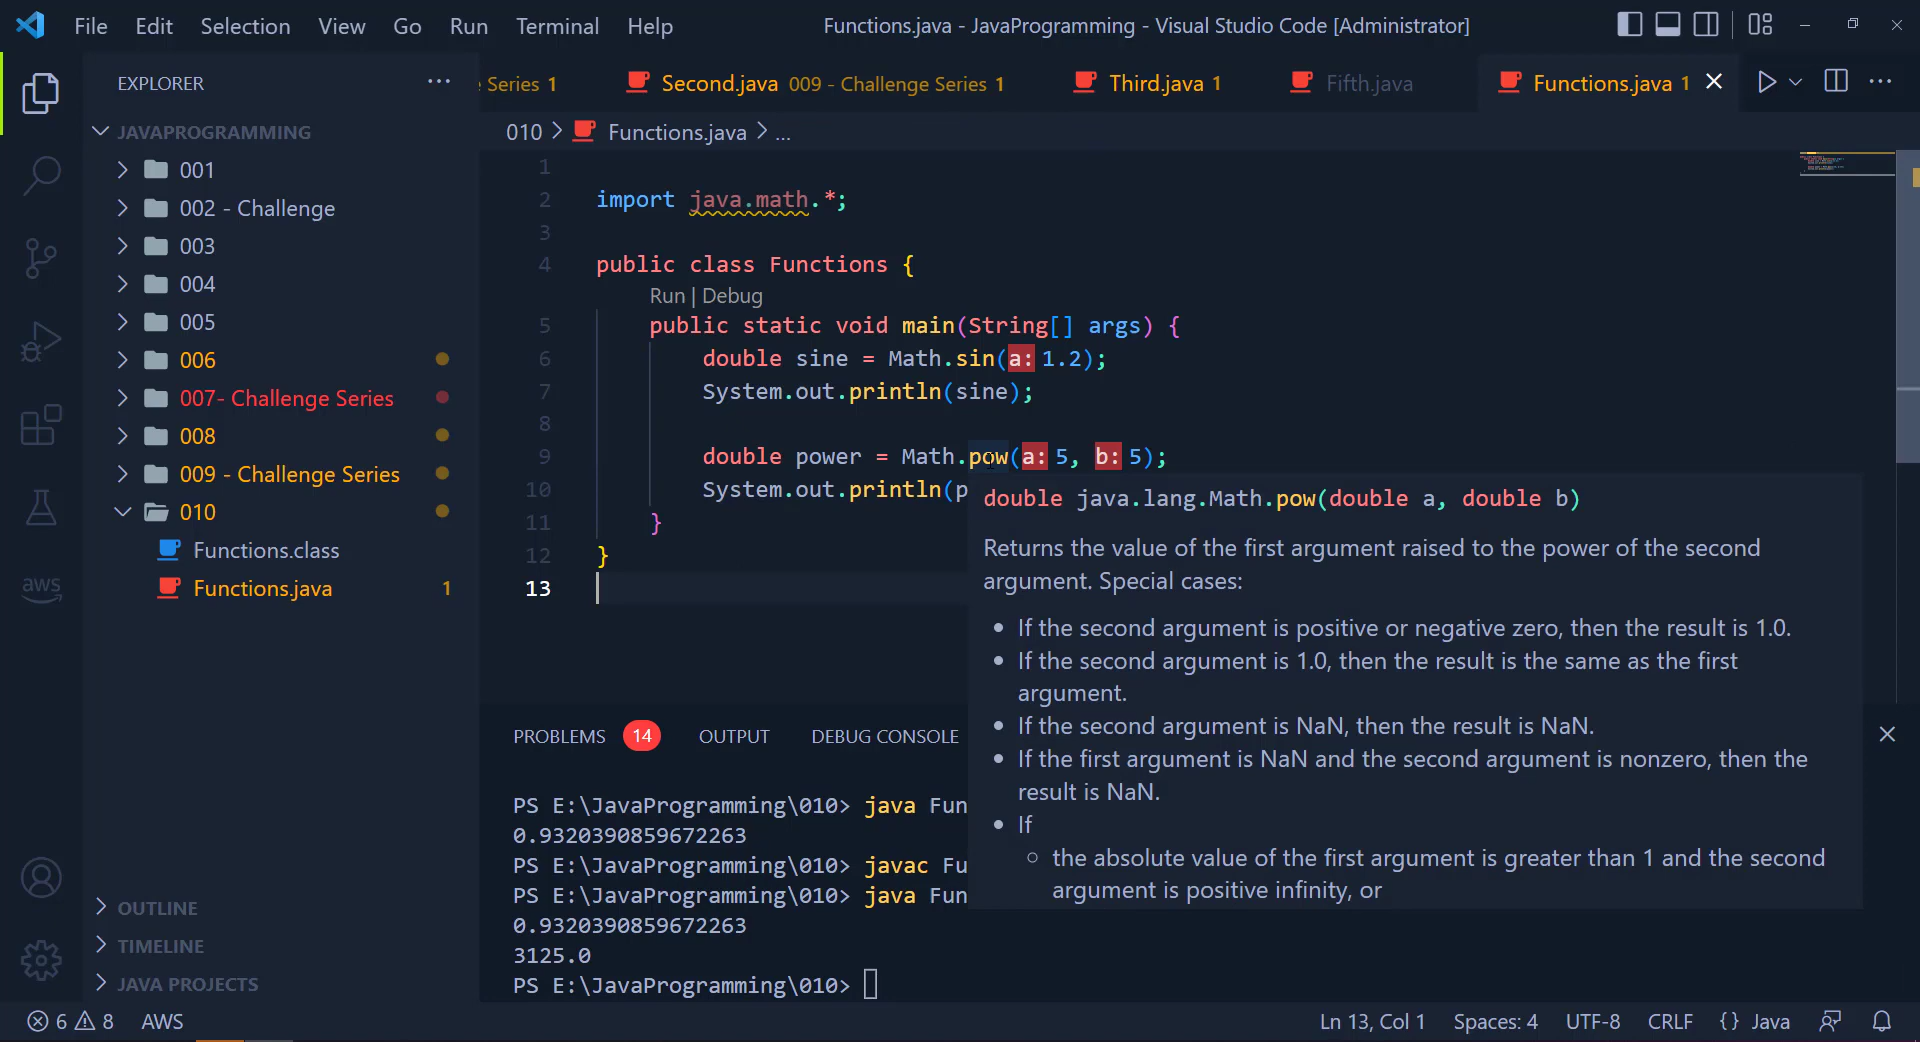 File Edit Selection View Go Run Terminal Help
Functions.java - JavaProgramming - Visual Studio Code [Administrator]
EXPLORER
JAVAPROGRAMMING
001
002 - Challenge
003
004
005
006
007- Challenge Series
008
009 - Challenge Series
010
Functions.class
Functions.java 1
OUTLINE
TIMELINE
JAVA PROJECTS
aws
e Series 1 Second.java 009 - Challenge Series 1 Third.java 1 Fifth.java Functions.java 1
010 > Functions.java > ...
1
2 import java.math.*;
3
4 public class Functions {
Run | Debug
5 public static void main(String[] args) {
6 double sine = Math.sin(a: 1.2);
7 System.out.println(sine);
8
9 double power = Math.pow(a: 5, b: 5);
10 System.out.println(p
11 }
12 }
13
double java.lang.Math.pow(double a, double b)
Returns the value of the first argument raised to the power of the second
argument. Special cases:
• If the second argument is positive or negative zero, then the result is 1.0.
• If the second argument is 1.0, then the result is the same as the first
argument.
• If the second argument is NaN, then the result is NaN.
• If the first argument is NaN and the second argument is nonzero, then the
result is NaN.
• If
○ the absolute value of the first argument is greater than 1 and the second
argument is positive infinity, or
PROBLEMS 14 OUTPUT DEBUG CONSOLE
PS E:\JavaProgramming\010> java Fun
0.9320390859672263
PS E:\JavaProgramming\010> javac Fu
PS E:\JavaProgramming\010> java Fun
0.9320390859672263
3125.0
PS E:\JavaProgramming\010>
6 8 AWS
Ln 13, Col 1 Spaces: 4 UTF-8 CRLF {} Java